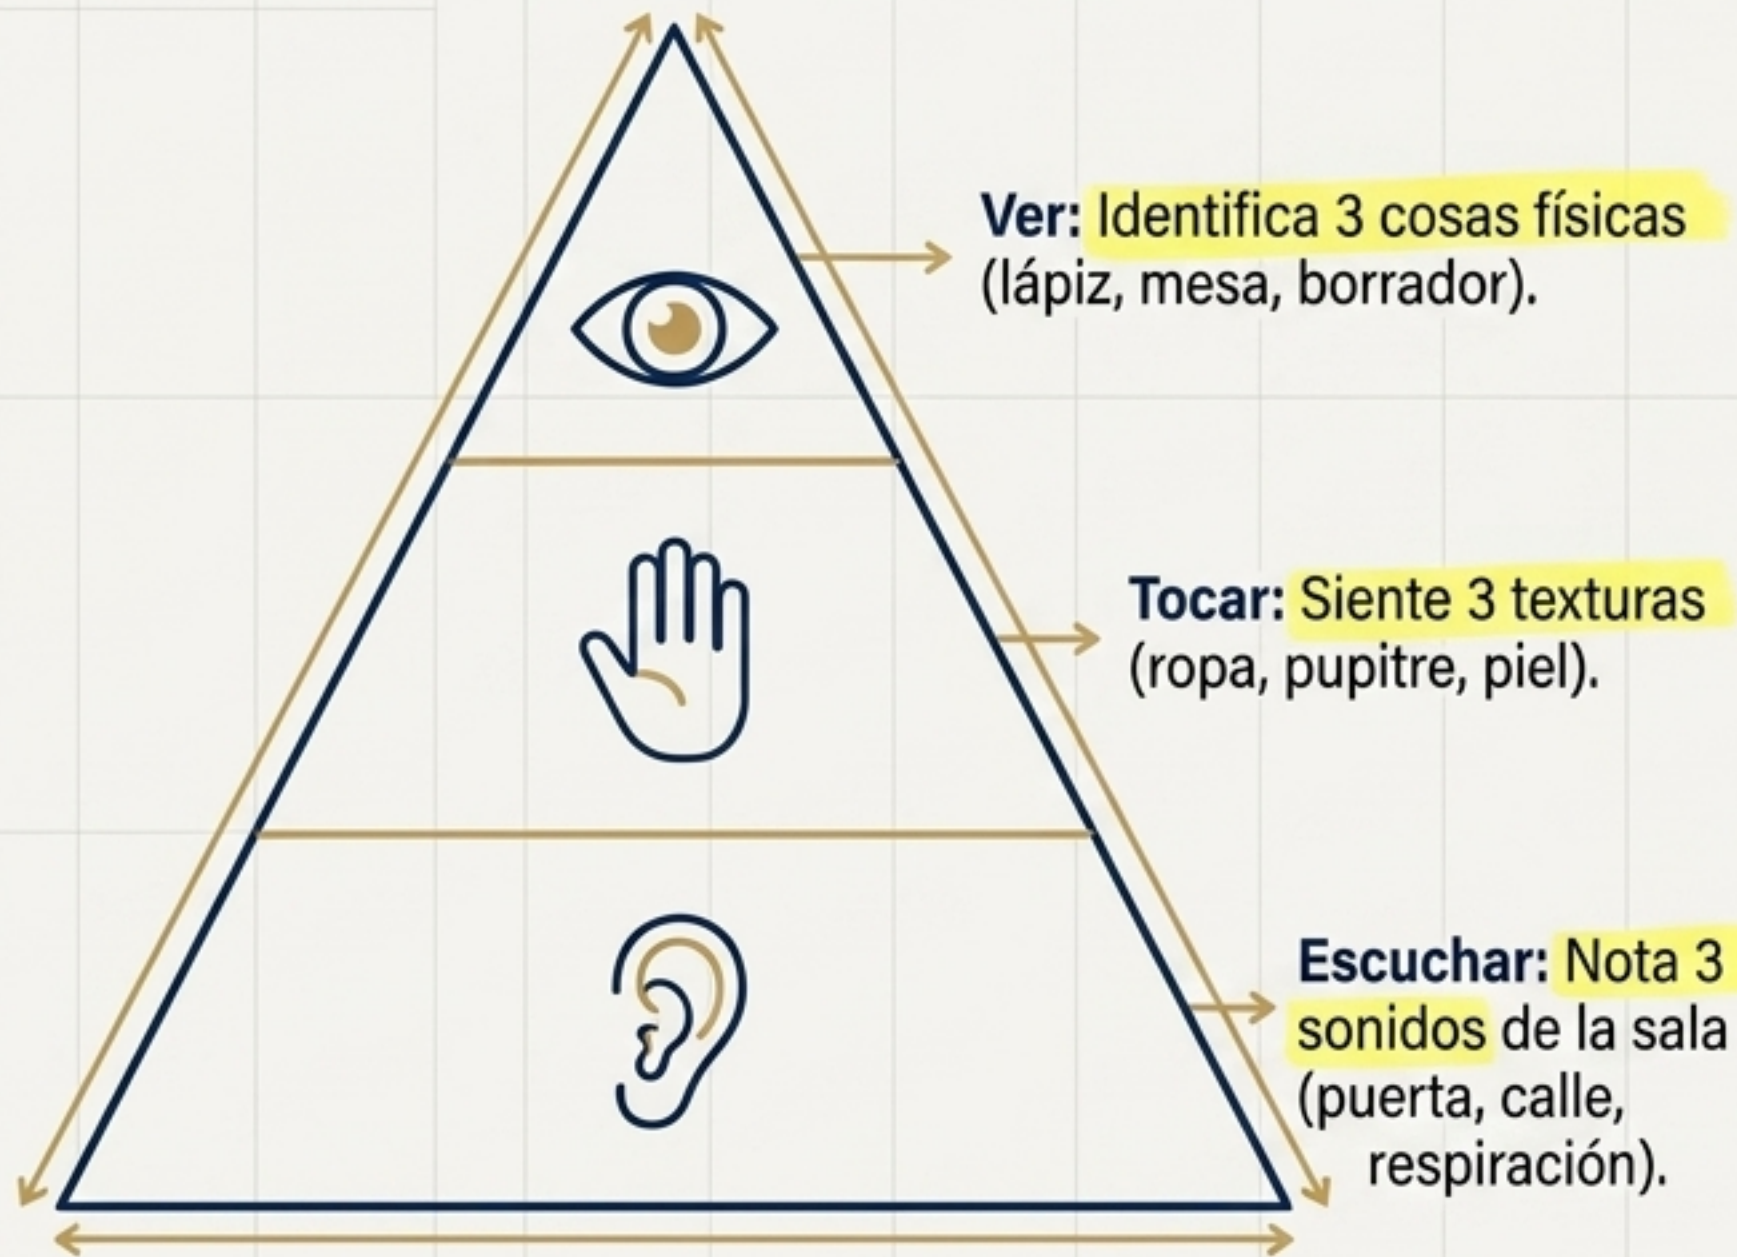 Ver: Identifica 3 cosas físicas
(lápiz, mesa, borrador).
Tocar: Siente 3 texturas
(ropa, pupitre, piel).
Escuchar: Nota 3
sonidos de la sala
(puerta, calle,
respiración).